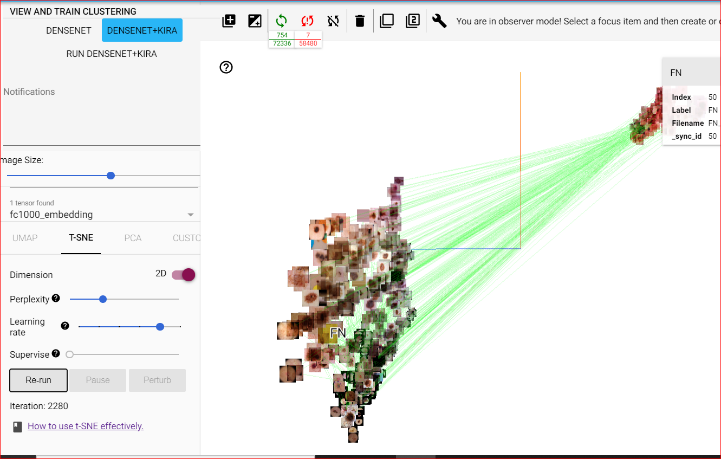 VIEW AND TRAIN CLUSTERING
DENSENET
DENSENET+KIRA
RUN DENSENET+KIRA
Notifications
mage Size:
1 tensor found
fc1000_embedding
UMAP
T-SNE
PCA
CUSTO
Dimension
2D
Perplexity
Learning
rate
Supervise
Re-run
Pause
Perturb
Iteration: 2280
How to use t-SNE effectively.
754
7
72336
50480
2
You are in observer mode! Select a focus item and then create or
FN
Index 50
Label FN
Filename FN
_sync_id 50
FN